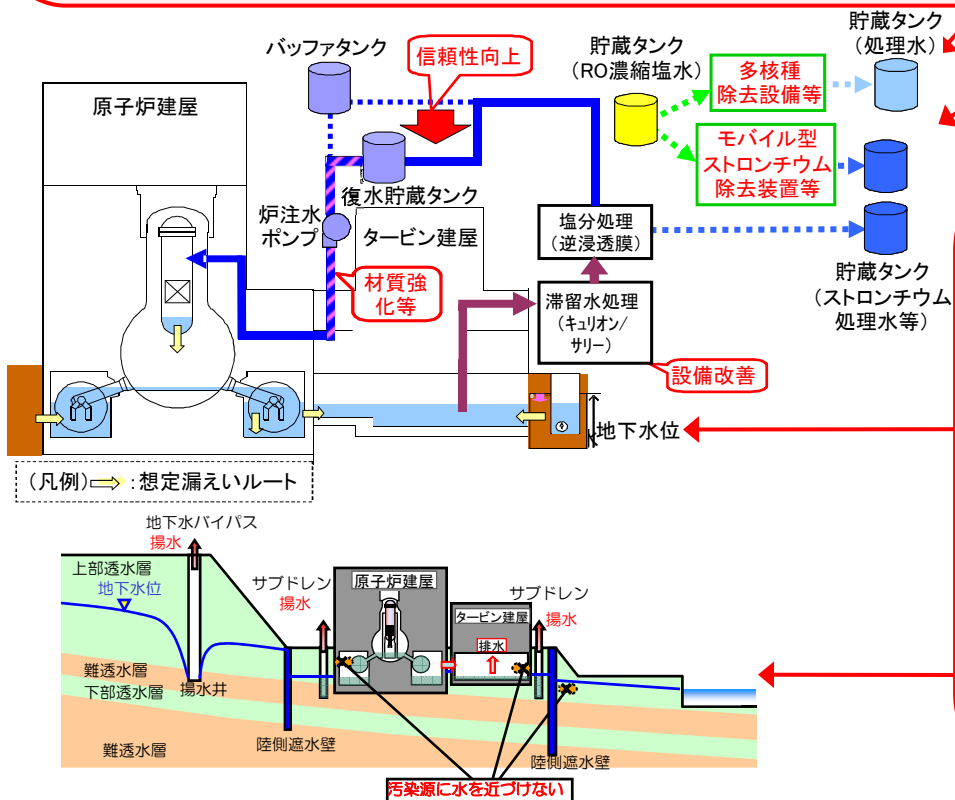 貯蔵タンク
(処理水)
バッファタンク
信頼性向上
貯蔵タンク
(RO濃縮塩水)
多核種
除去設備等
原子炉建屋
モバイル型
ストロンチウム
除去装置等
復水貯蔵タンク
炉注水
ポンプ
タービン建屋
塩分処理
(逆浸透膜)
材質強
化等
滞留水処理
(キュリオン/
サリー)
貯蔵タンク
(ストロンチウム
処理水等)
設備改善
地下水位
(凡例)
:想定漏えいルート
地下水バイパス
揚水
上部透水層
地下水位
サブドレン
揚水
原子炉建屋
サブドレン
揚水
タービン建屋
排水
難透水層
下部透水層
揚水井
難透水層
陸側遮水壁
陸側遮水壁
汚染源に水を近づけない